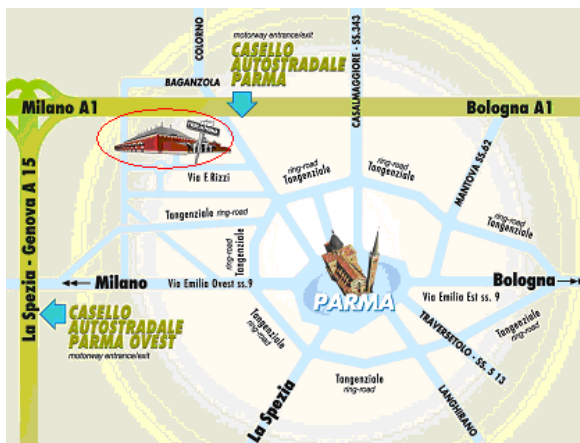 COLORNO
motorway entrance/exit
CASELLO
AUTOSTRADALE
PARMA
CASALMAGGIORE - SS.343
BAGANZOLA
Milano A1
Bologna A1
Via E Rizzi
ring-road
Tangenziale
ring-road
Tangenziale
MANTOVA SS.62
Tangenziale ring-road
ring-road
Tangenziale
ring-road
Tangenziale
La Spezia - Genova A 15
Milano
Via Emilia Ovest ss.9
PARMA
Via Emilia Est ss. 9
Bologna
CASELLO
AUTOSTRADALE
PARMA OVEST
motorway entrance/exit
Tangenziale
ring-road
TRAVERSETOLO - SS. S 13
Tangenziale
ring-road
Tangenziale
ring-road
La Spezia
LANGHIRANO